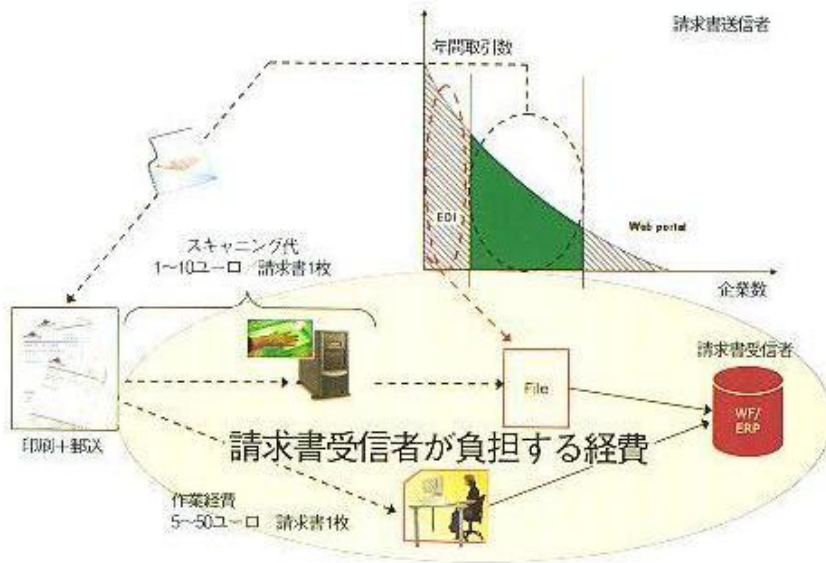 請求書送信者
年間取引数
EDI
Web portal
企業数
スキャニング代
1～10ユーロ／請求書1枚
請求書受信者
File
WF/
ERP
印刷＋郵送
請求書受信者が負担する経費
作業経費
5～50ユーロ／請求書1枚